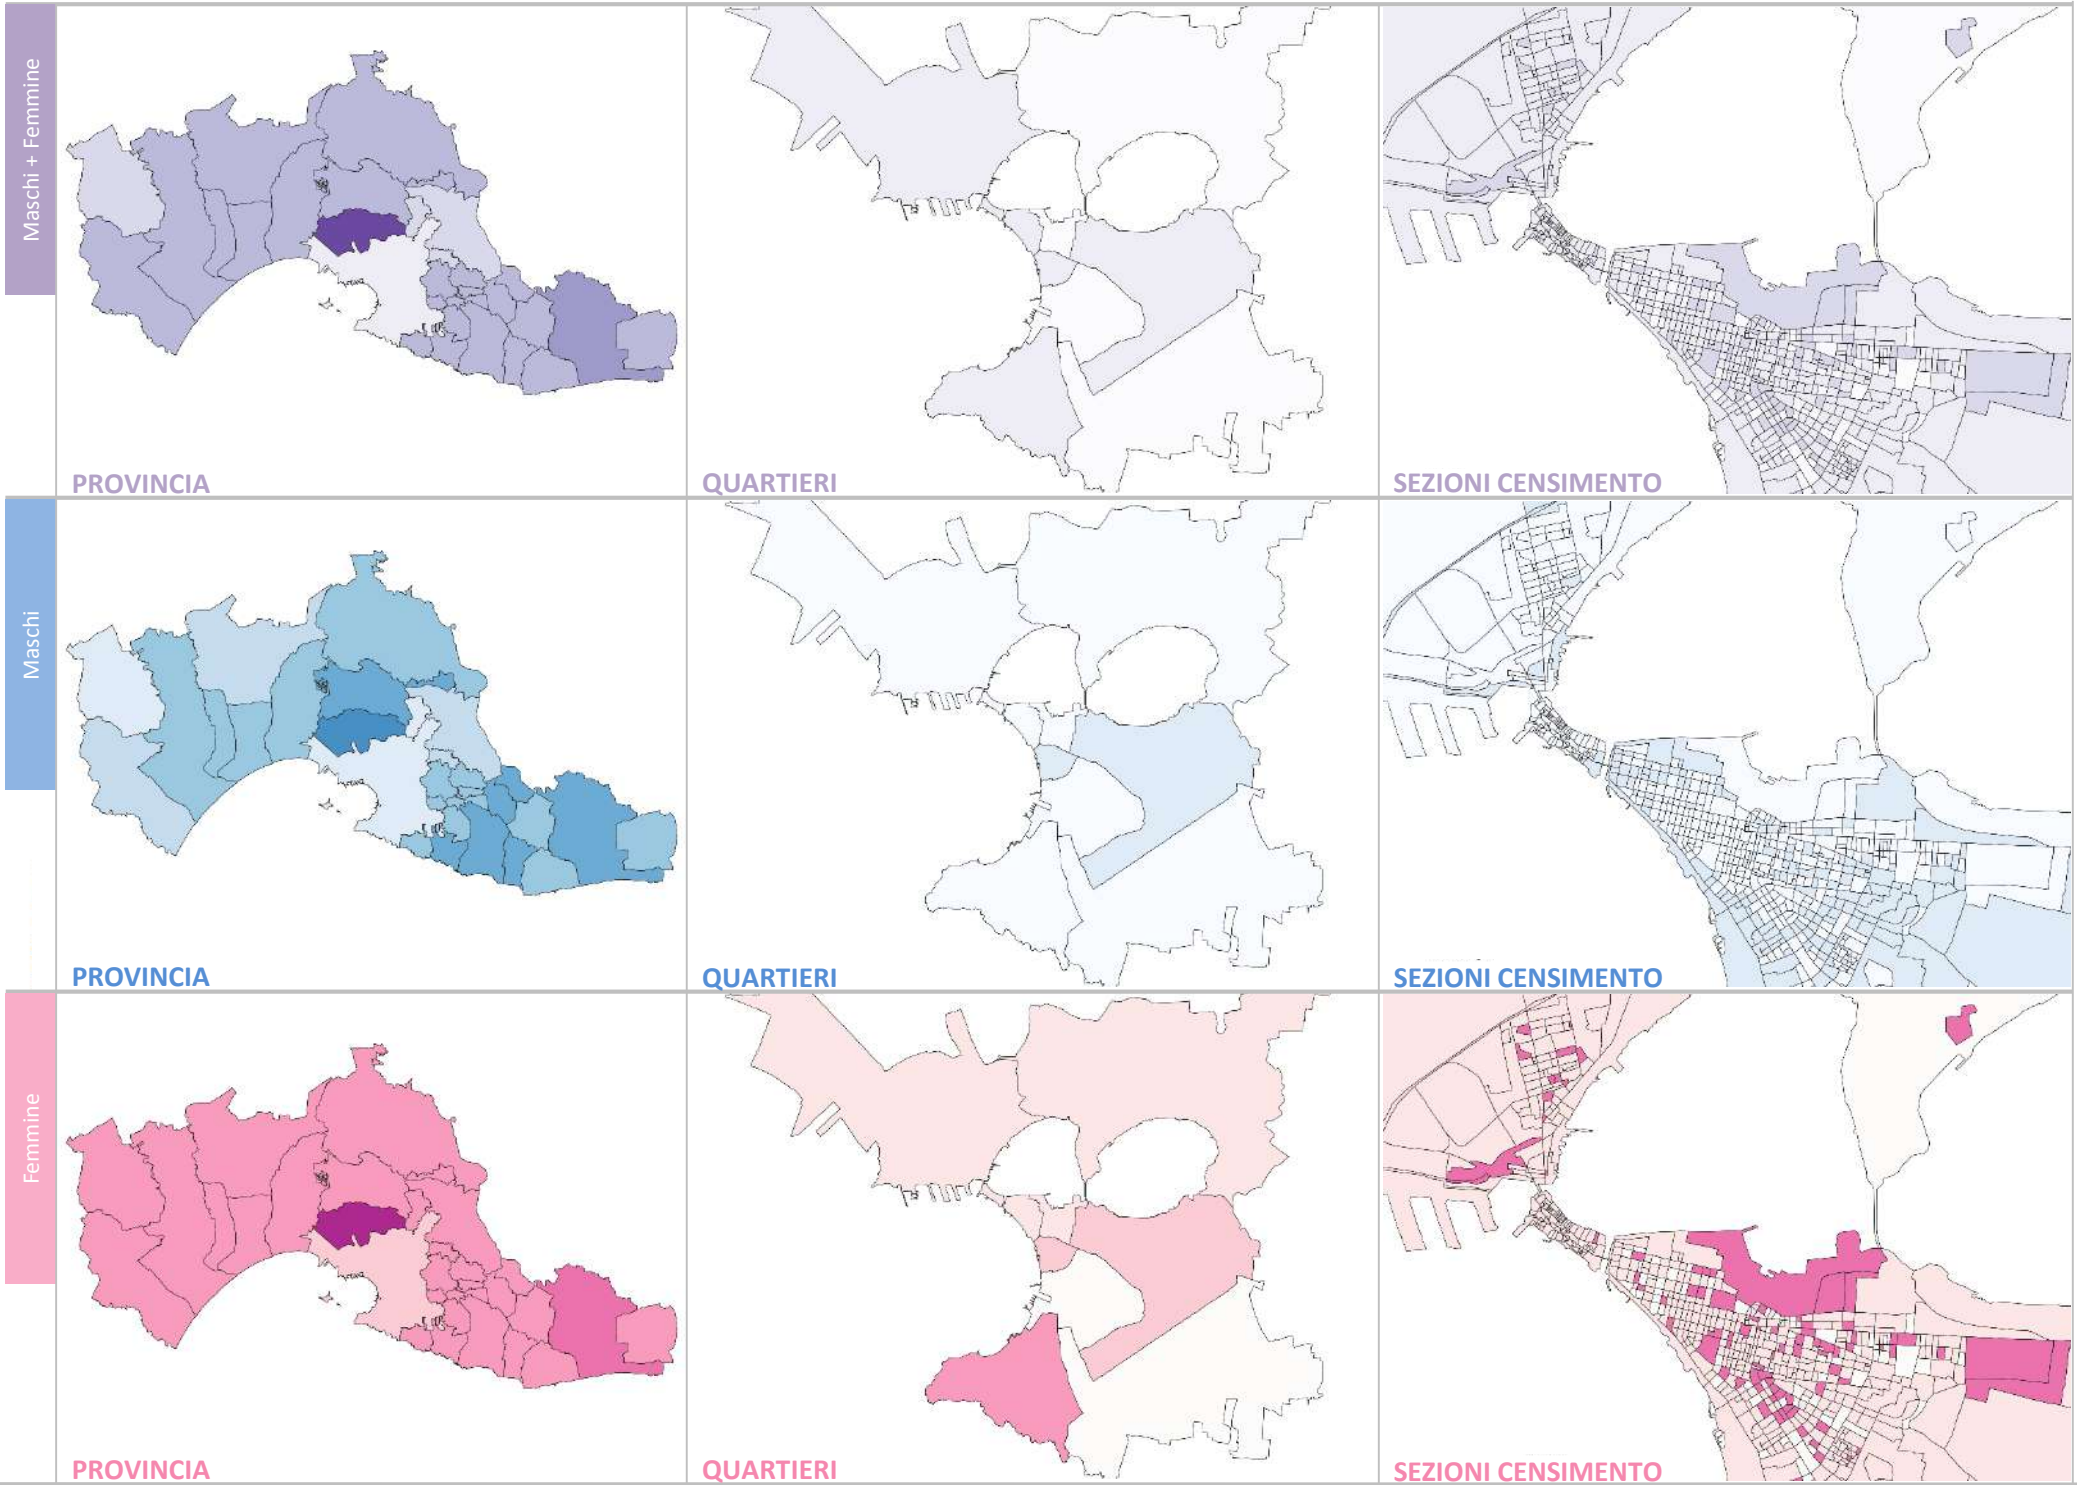 Maschi + Femmine
PROVINCIA
QUARTIERI
SEZIONI CENSIMENTO
Maschi
PROVINCIA
QUARTIERI
SEZIONI CENSIMENTO
Femmine
PROVINCIA
QUARTIERI
SEZIONI CENSIMENTO